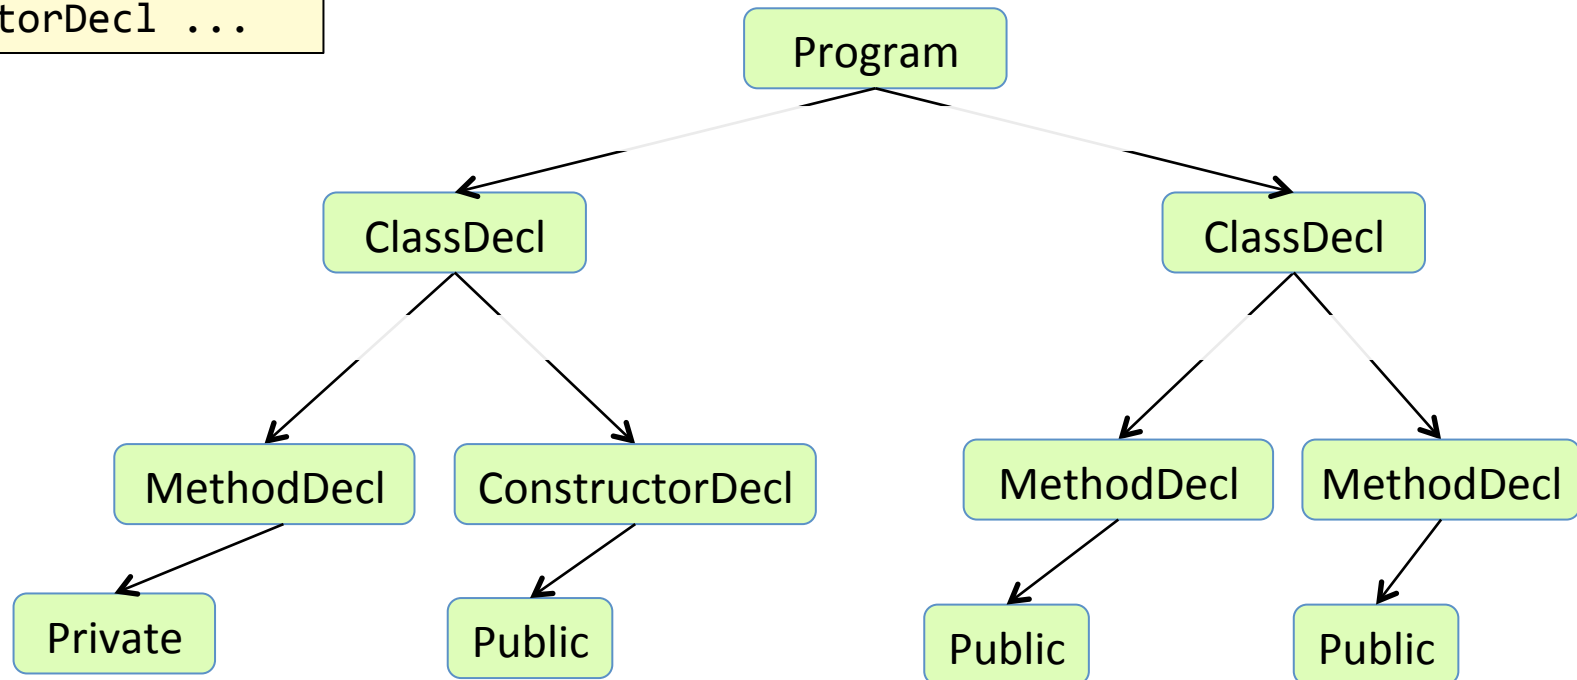 torDecl ...
Program
ClassDecl ClassDecl
MethodDecl ConstructorDecl MethodDecl MethodDecl
Private Public Public Public